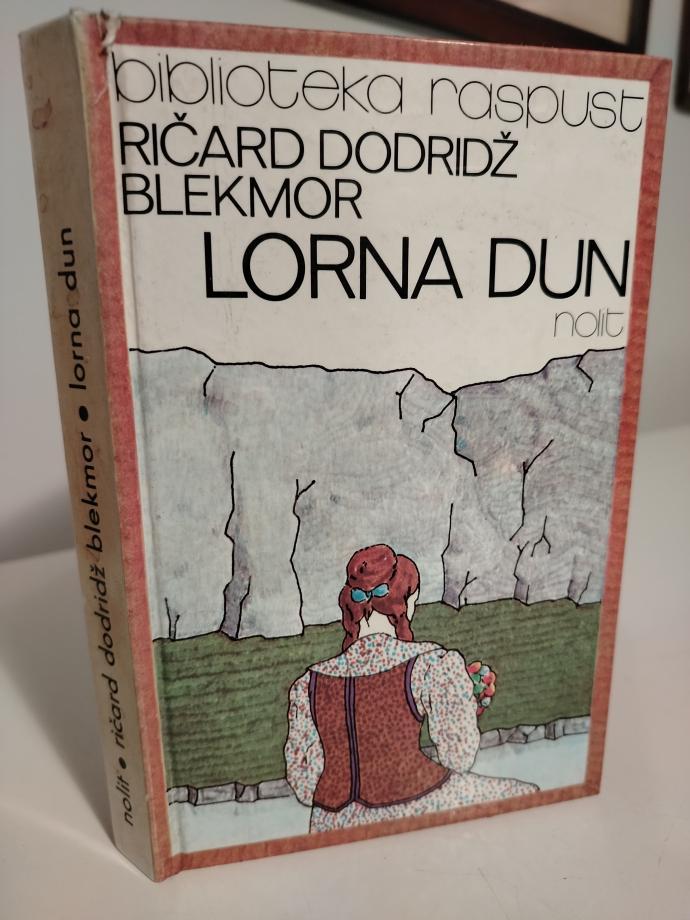 biblioteka raspust
RIČARD DODRIDŽ
BLEKMOR
LORNA DUN
nolit
nolit • ričard dodridž blekmor • lorna dun